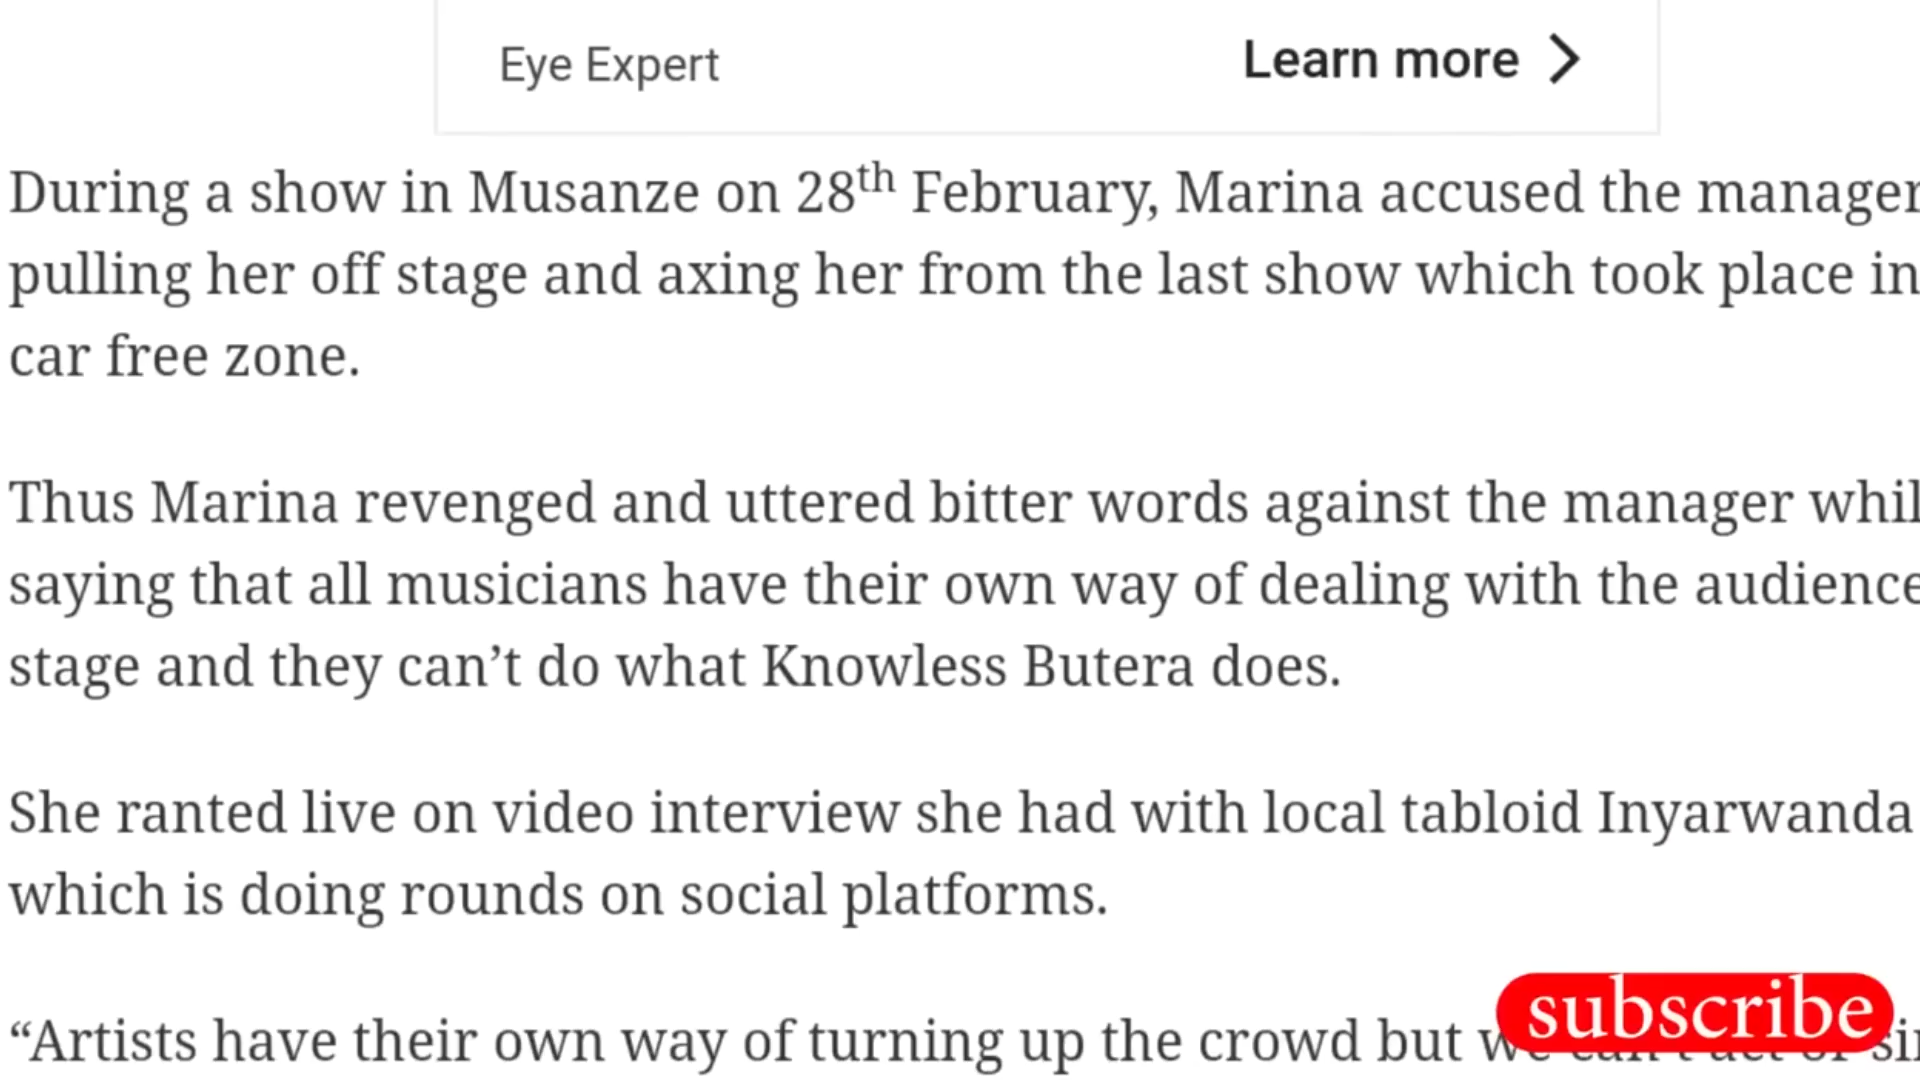 Eye Expert
Learn more
During a show in Musanze on 28th February, Marina accused the manager
pulling her off stage and axing her from the last show which took place in
car free zone.
Thus Marina revenged and uttered bitter words against the manager whil
saying that all musicians have their own way of dealing with the audience
stage and they can’t do what Knowless Butera does.
She ranted live on video interview she had with local tabloid Inyarwanda
which is doing rounds on social platforms.
“Artists have their own way of turning up the crowd but
subscribe